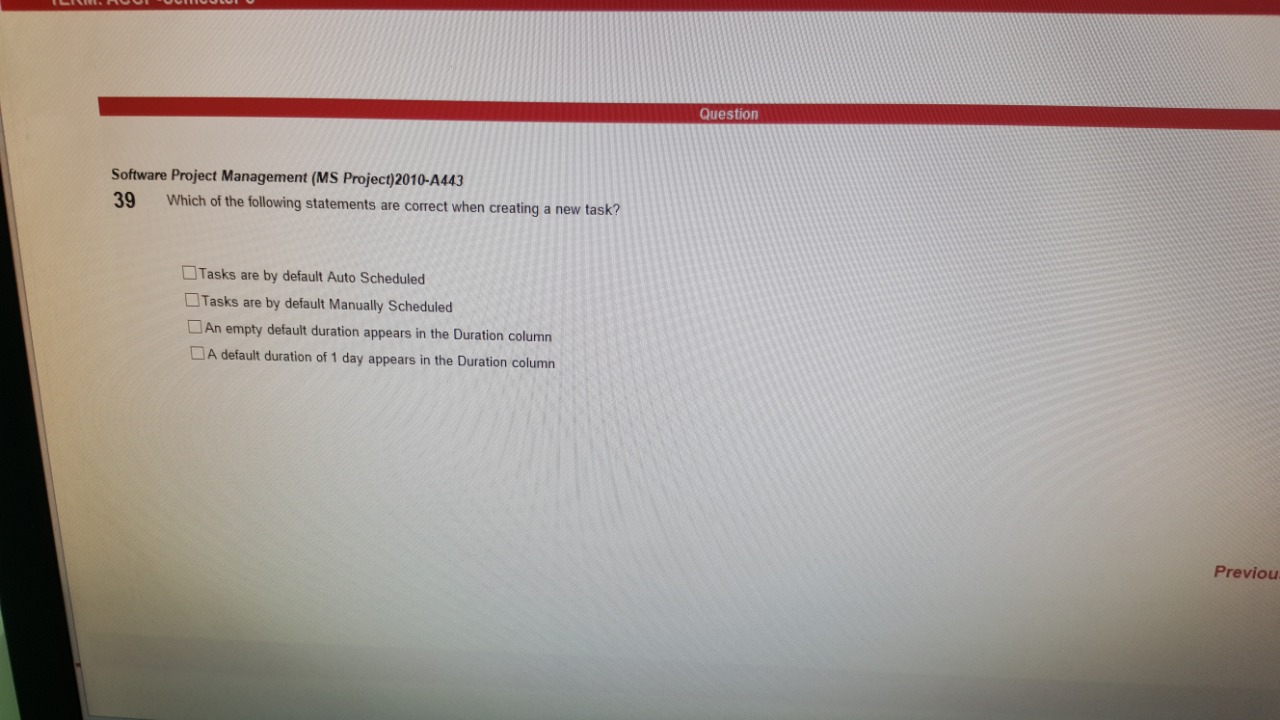 Question
Software Project Management (MS Project)2010-A443
39 Which of the following statements are correct when creating a new task?
Tasks are by default Auto Scheduled
Tasks are by default Manually Scheduled
An empty default duration appears in the Duration column
A default duration of 1 day appears in the Duration column